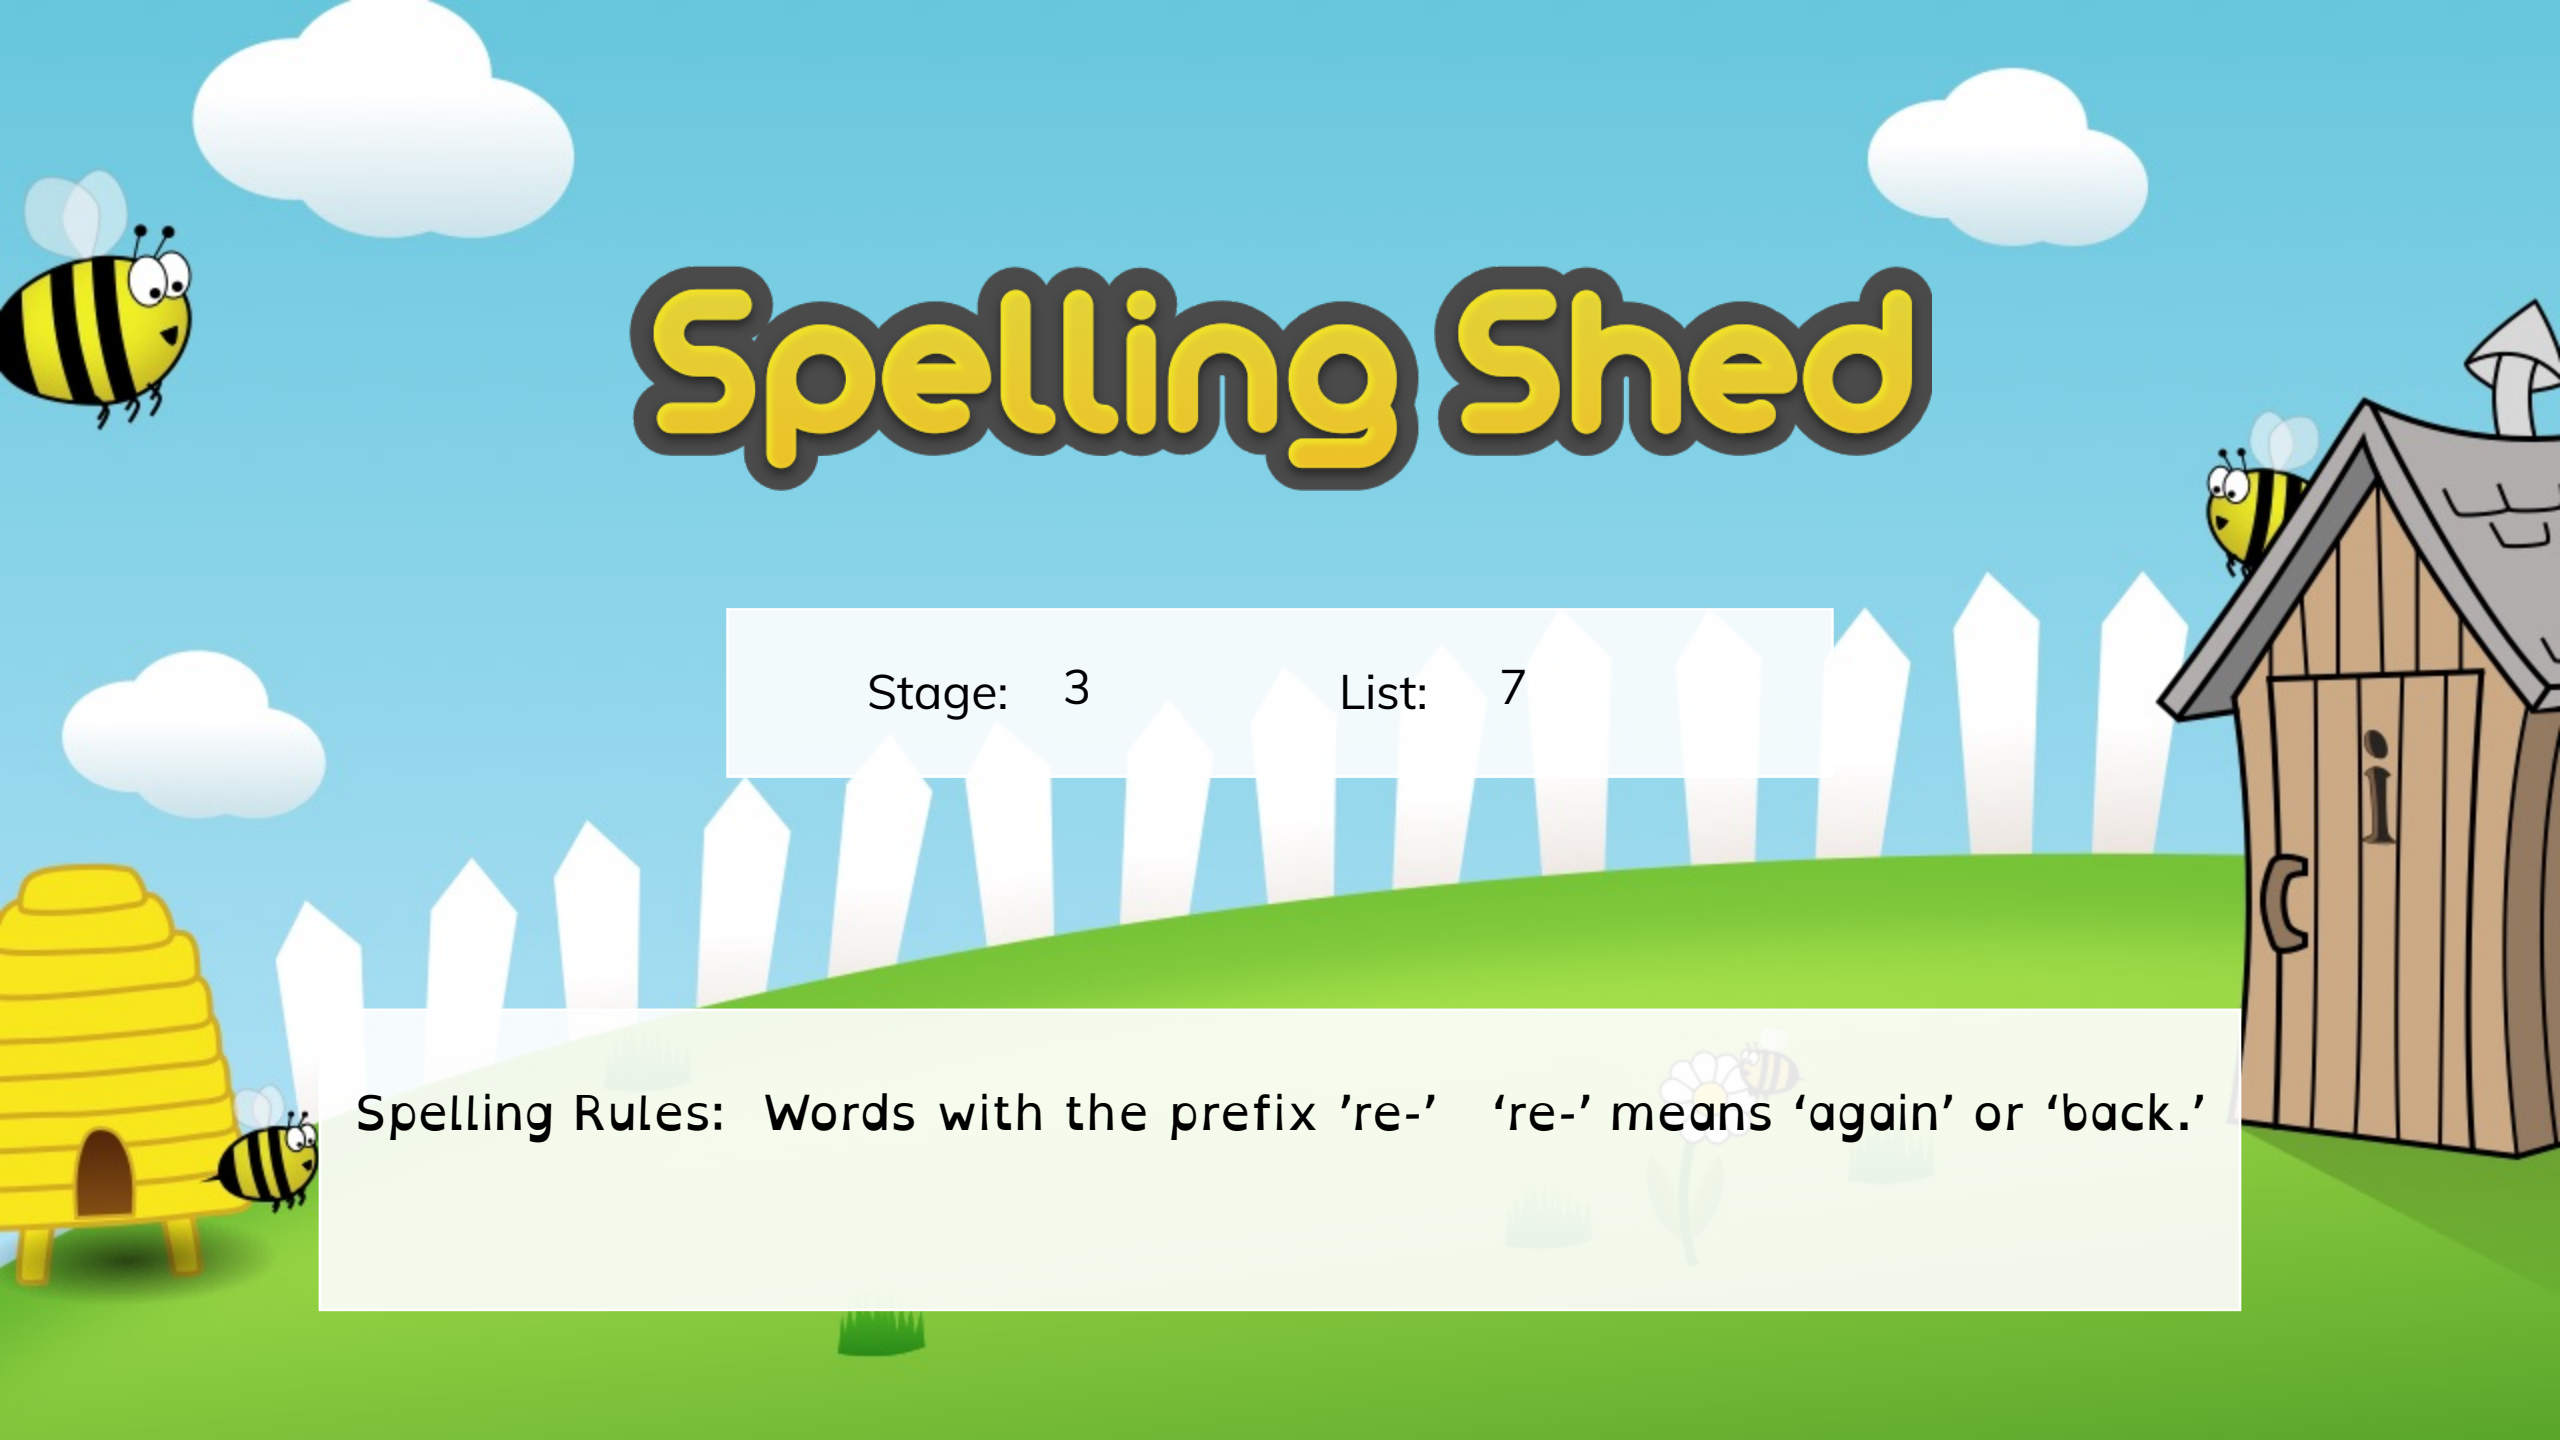 Spelling Shed
Stage: 3 List: 7
Spelling Rules: Words with the prefix ’re-’ ‘re-’ means ‘again’ or ‘back.’
i